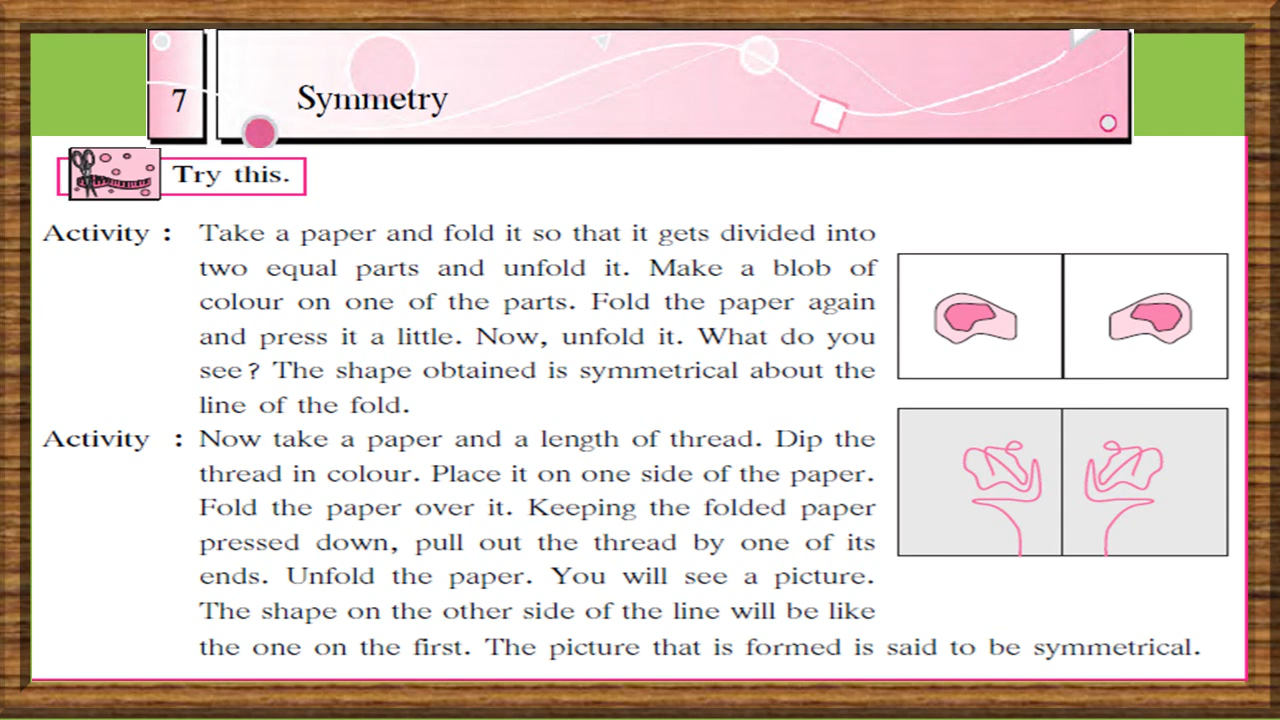 7 Symmetry
Try this.
Activity : Take a paper and fold it so that it gets divided into
two equal parts and unfold it. Make a blob of
colour on one of the parts. Fold the paper again
and press it a little. Now, unfold it. What do you
see? The shape obtained is symmetrical about the
line of the fold.
Activity : Now take a paper and a length of thread. Dip the
thread in colour. Place it on one side of the paper.
Fold the paper over it. Keeping the folded paper
pressed down, pull out the thread by one of its
ends. Unfold the paper. You will see a picture.
The shape on the other side of the line will be like
the one on the first. The picture that is formed is said to be symmetrical.